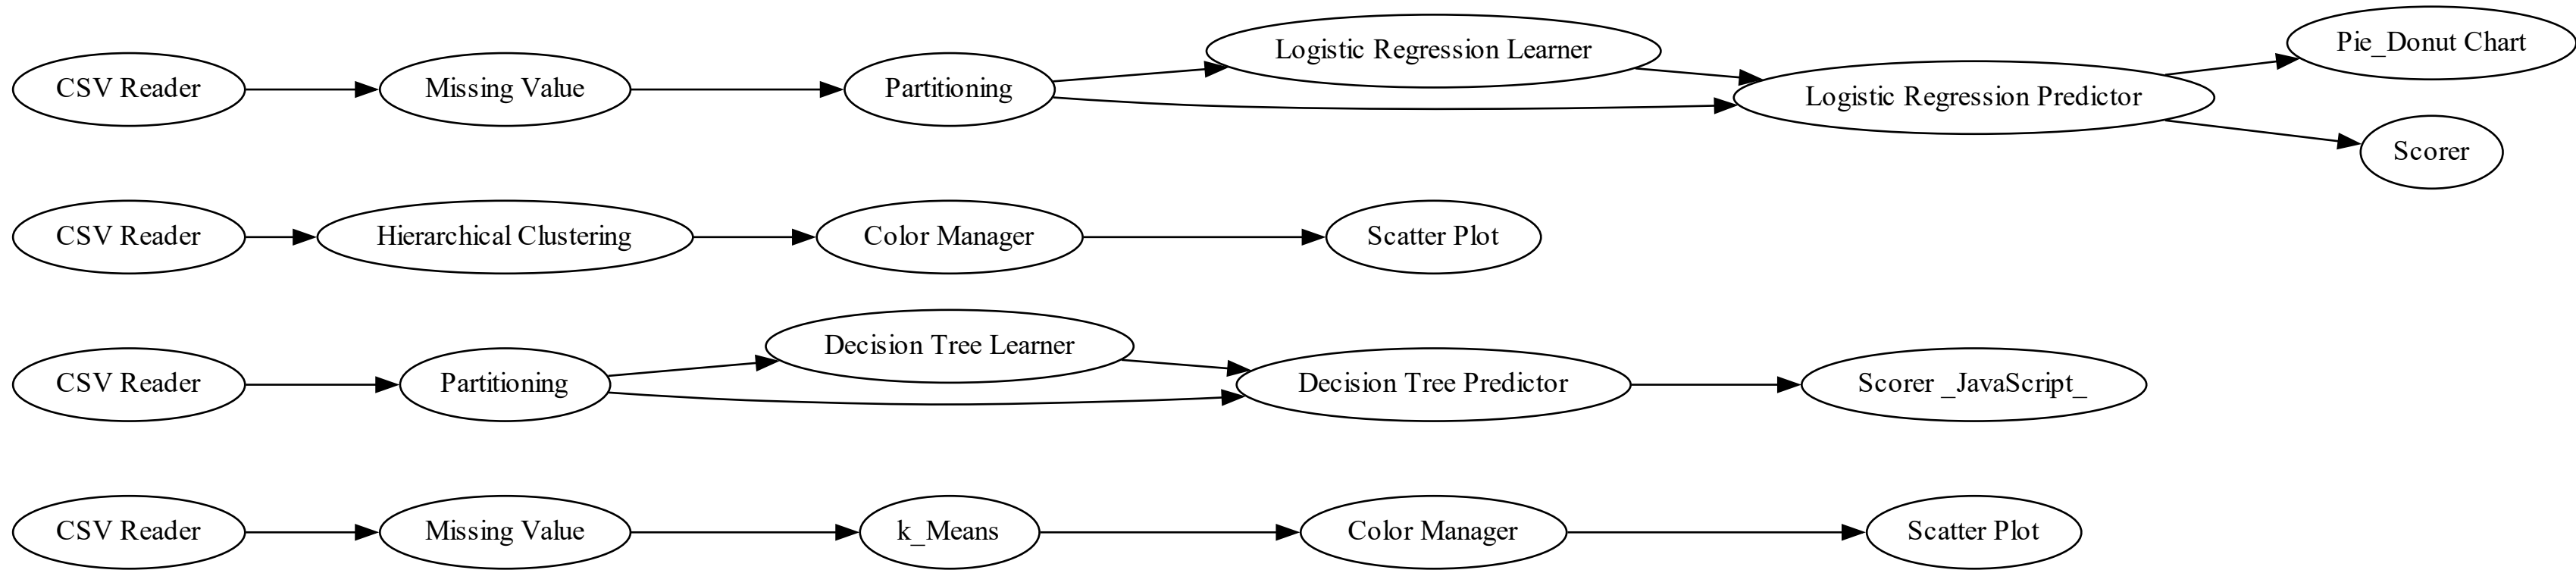 CSV Reader
Missing Value
Partitioning
Logistic Regression Learner
Logistic Regression Predictor
Pie_Donut Chart
Scorer
CSV Reader
Hierarchical Clustering
Color Manager
Scatter Plot
CSV Reader
Partitioning
Decision Tree Learner
Decision Tree Predictor
Scorer _JavaScript_
CSV Reader
Missing Value
k_Means
Color Manager
Scatter Plot